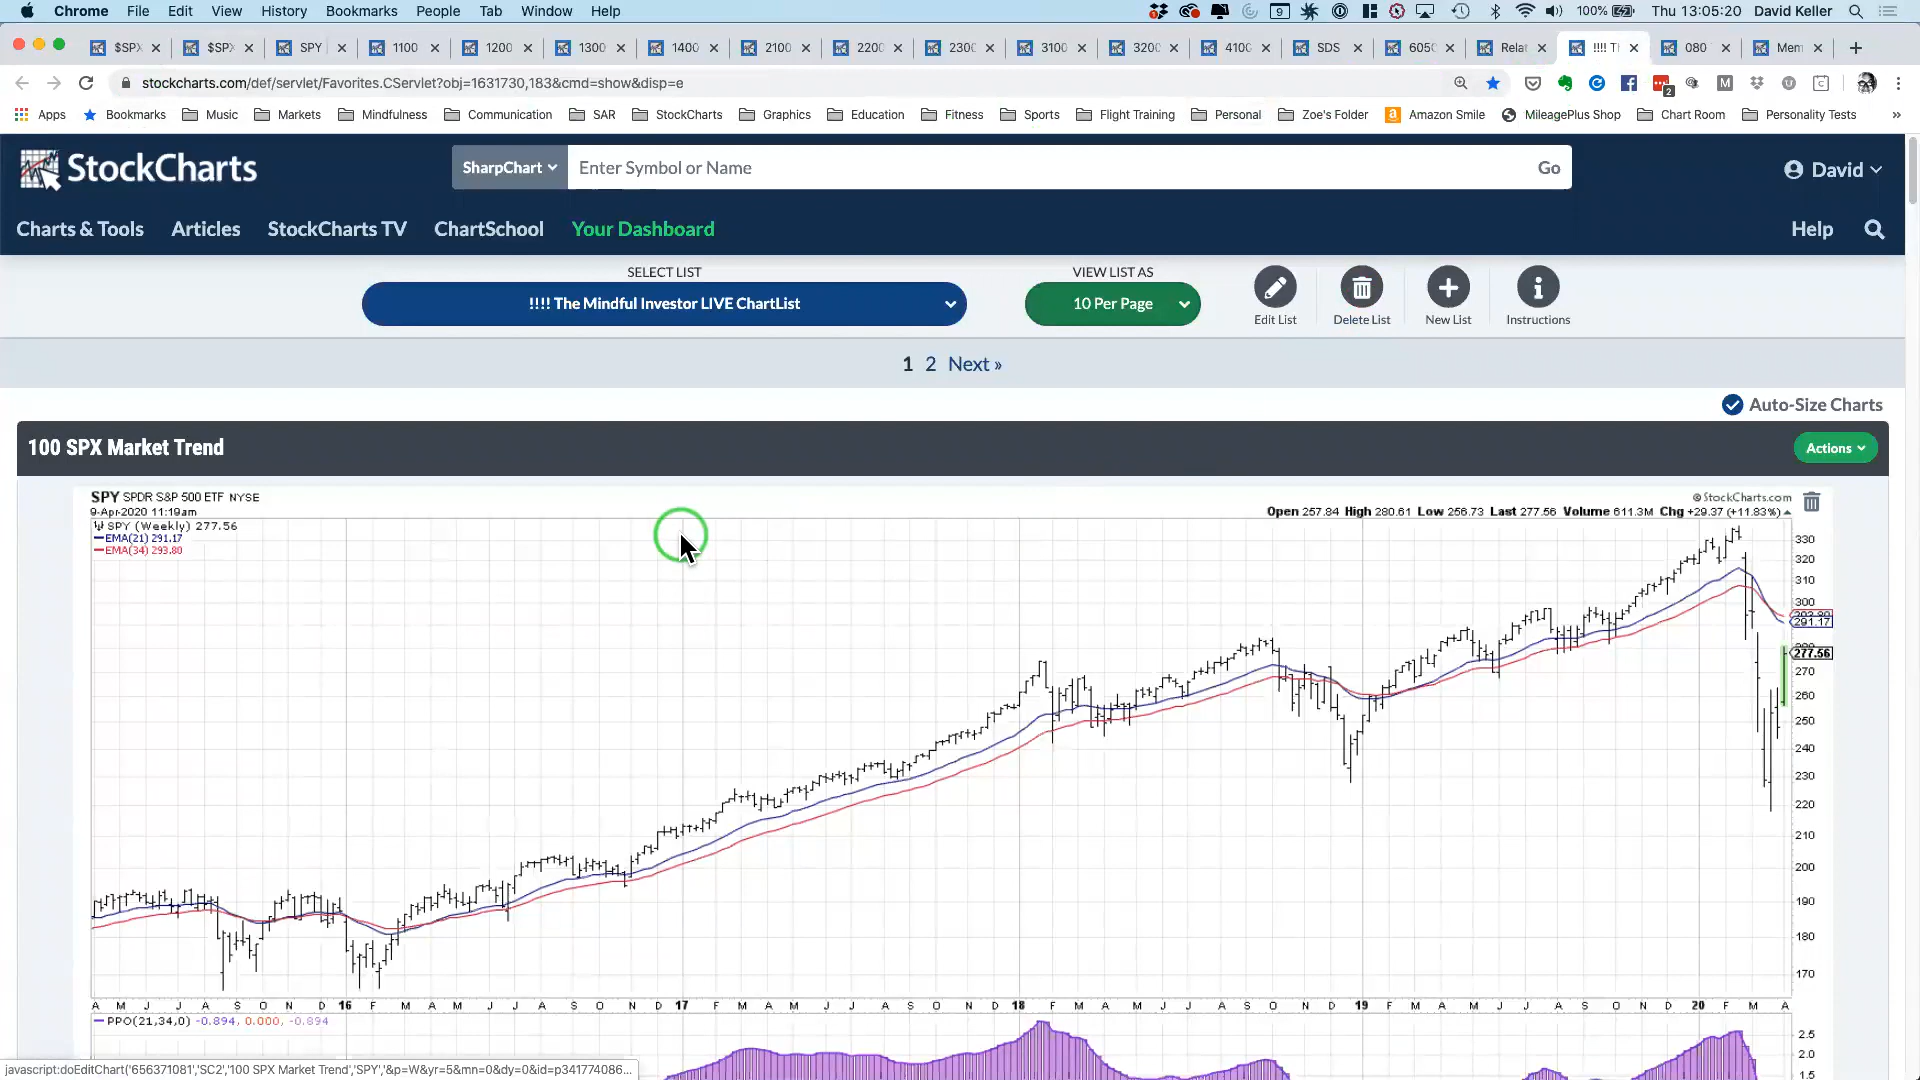 Chrome File Edit View History Bookmarks People Tab Window Help
9 100% Thu 13:05:20 David Keller
$SPX $SPX SPY 1100 1200 1300 1400 2100 2200 2300 3100 3200 4100 SDS 605 Rela !!!! T 080 Mem
stockcharts.com/def/servlet/Favorites.CServlet?obj=1631730,183&cmd=show&disp=e
2
Apps Bookmarks Music Markets Mindfulness Communication SAR StockCharts Graphics Education Fitness Sports Flight Training Personal Zoe's Folder Amazon Smile MileagePlus Shop Chart Room Personality Tests »
StockCharts
SharpChart Enter Symbol or Name Go
David
Charts & Tools Articles StockCharts TV ChartSchool Your Dashboard Help
SELECT LIST
!!!! The Mindful Investor LIVE ChartList
VIEW LIST AS
10 Per Page
Edit List Delete List New List Instructions
1 2 Next »
Auto-Size Charts
100 SPX Market Trend
Actions
SPY SPDR S&P 500 ETF NYSE
© StockCharts.com
9-Apr-2020 11:19am
Open 257.84 High 280.61 Low 256.73 Last 277.56 Volume 611.3M Chg +29.37 (+11.83%)
SPY (Weekly) 277.56
EMA(21) 291.17
EMA(34) 293.80
330
320
310
300
293.80
291.17
280
277.56
270
260
250
240
230
220
210
200
190
180
170
A M J J A S O N D 16 F M A M J J A S O N D 17 F M A M J J A S O N D 18 F M A M J J A S O N D 19 F M A M J J A S O N D 20 F M A
PPO(21,34,0) -0.894, 0.000, -0.894
2.5
2.0
1.5
javascript:doEditChart('656371081','SC2','100 SPX Market Trend','SPY','&p=W&yr=5&mn=0&dy=0&id=p341774086...